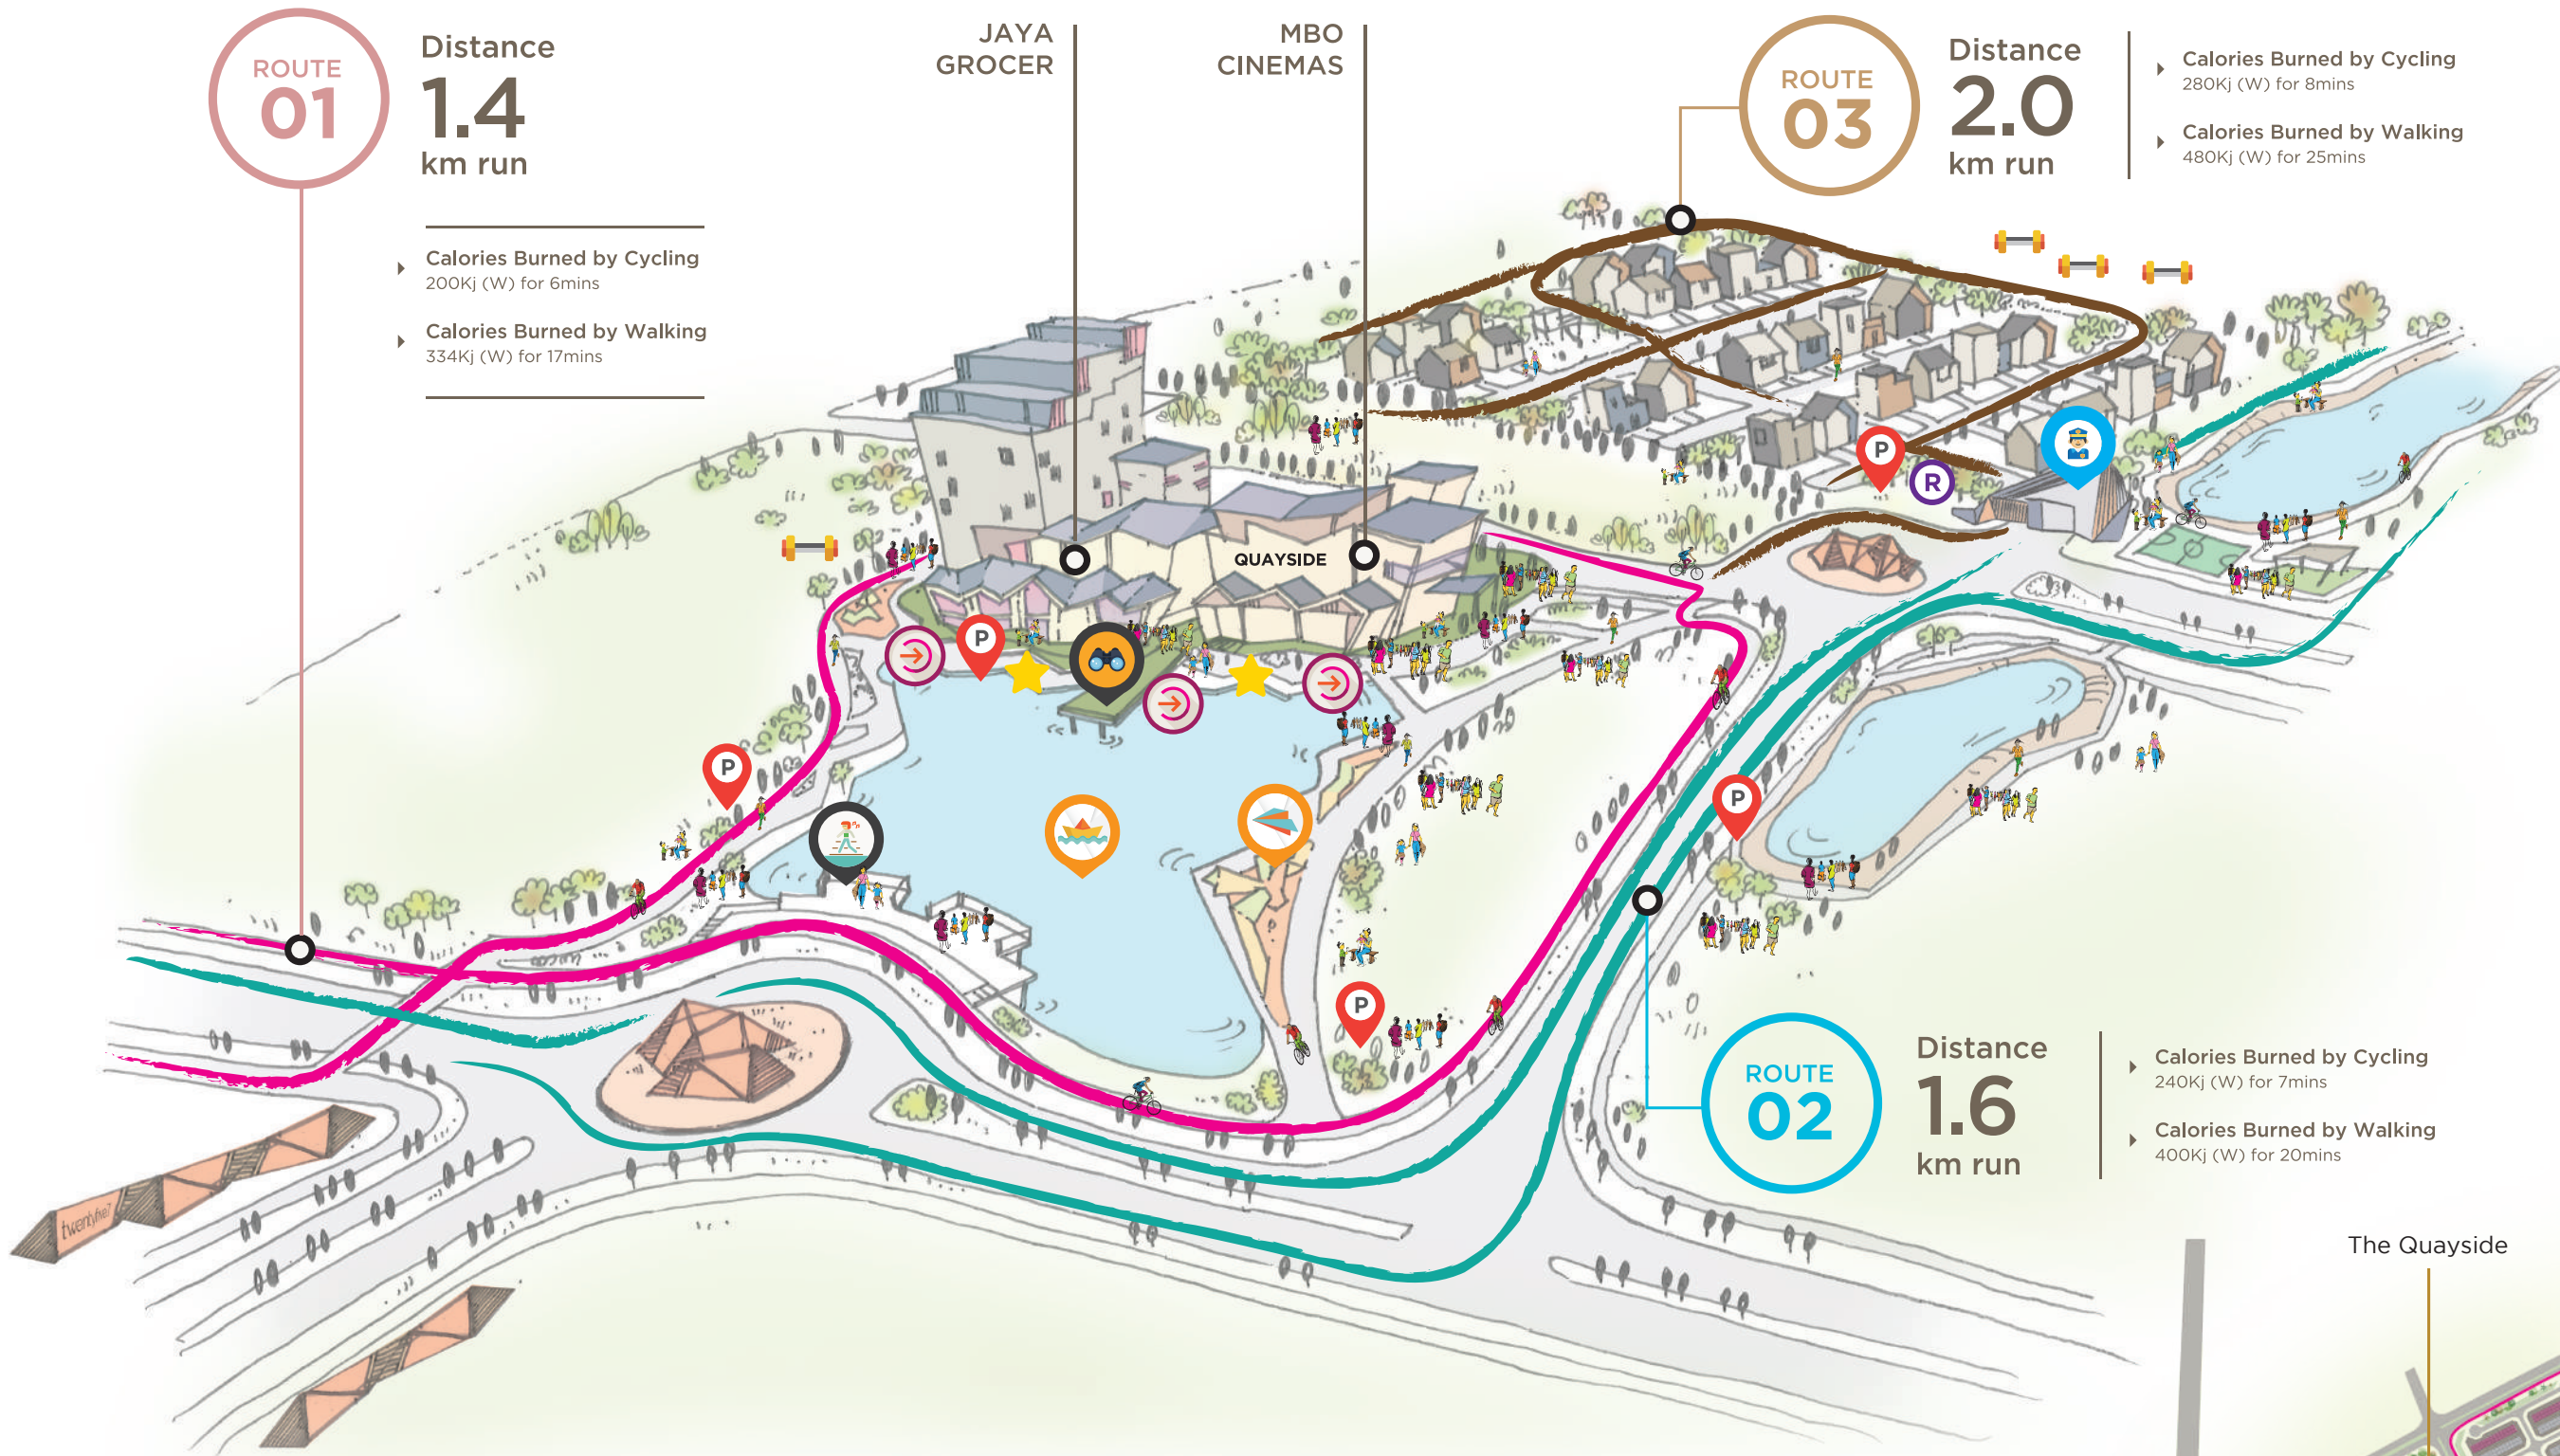 ROUTE
01
Distance
1.4
km run
Calories Burned by Cycling
200Kj (W) for 6mins
Calories Burned by Walking
334Kj (W) for 17mins
JAYA
GROCER
MBO
CINEMAS
ROUTE
03
Distance
2.0
km run
Calories Burned by Cycling
280Kj (W) for 8mins
Calories Burned by Walking
480Kj (W) for 25mins
P
R
QUAYSIDE
P
P
P
P
ROUTE
02
Distance
1.6
km run
Calories Burned by Cycling
240Kj (W) for 7mins
Calories Burned by Walking
400Kj (W) for 20mins
twentyfive7
The Quayside